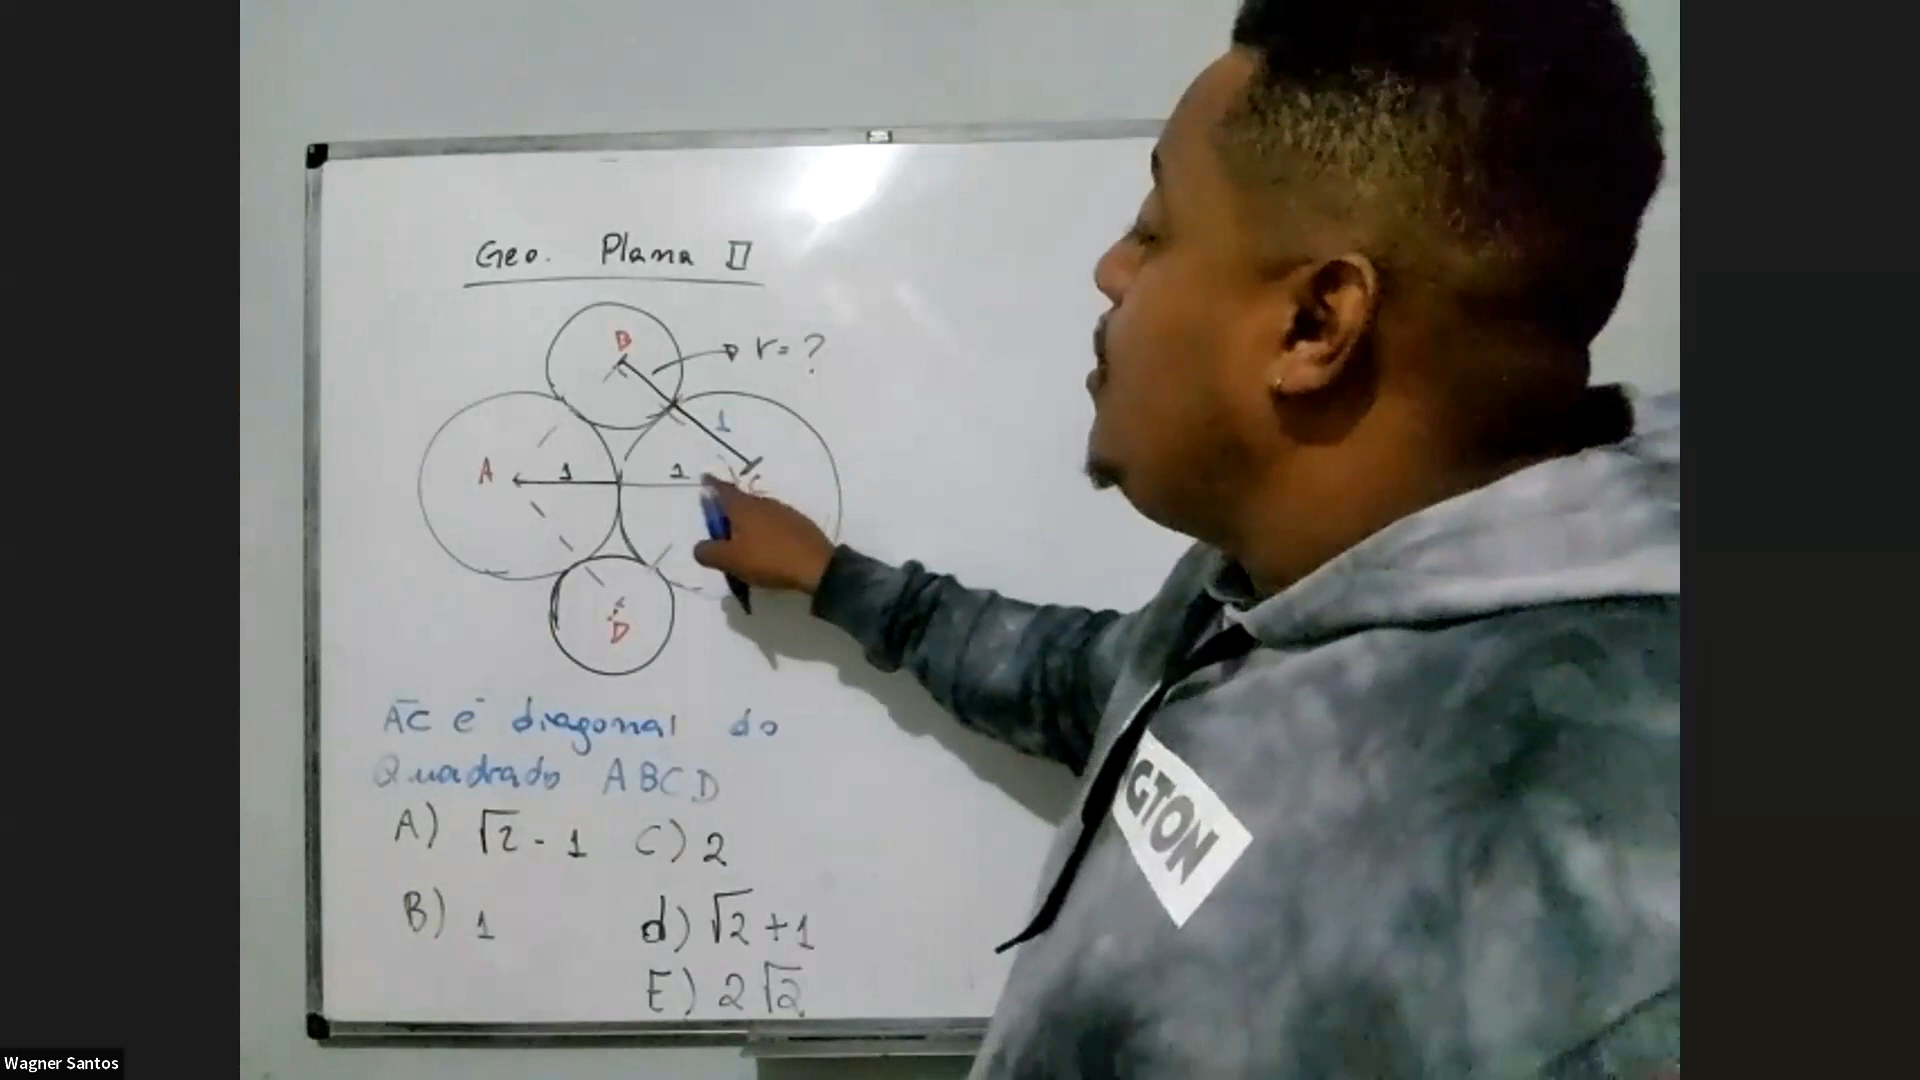 Geo. Plana II
B
r = ?
1
A 1 1 C
D
AC é diagonal do
Quadrado ABCD
A) √2 - 1 C) 2
B) 1 d) √2 + 1
E) 2√2
GTON
Wagner Santos